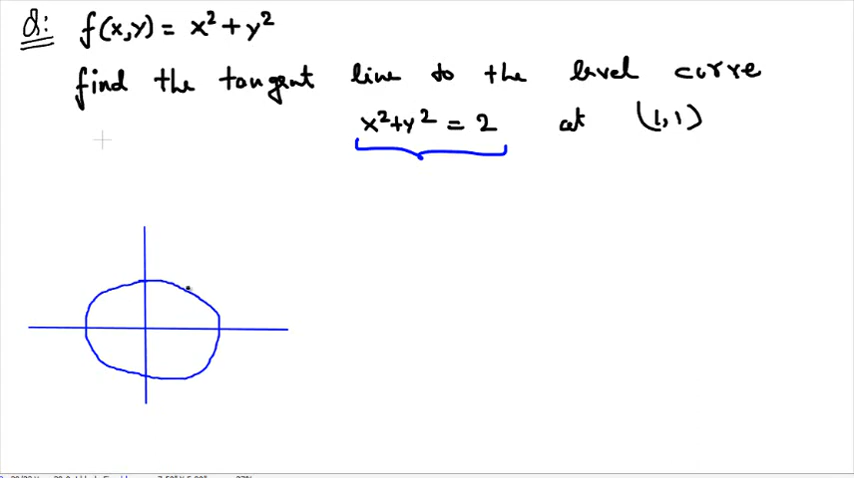 Q: f(x,y) = x² + y²
find the tangent line to the level curve
x² + y² = 2 at (1,1)